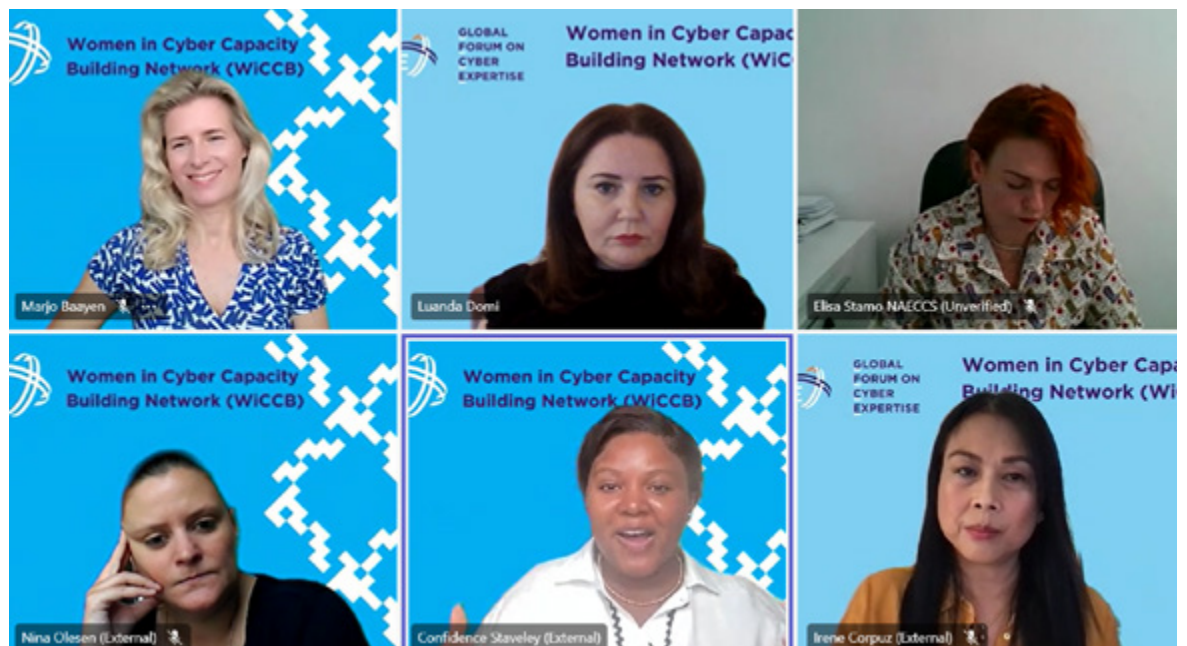 Women in Cyber Capacity
Building Network (WiCCB)
Marjo Baayen
GLOBAL
FORUM ON
CYBER
EXPERTISE
Women in Cyber Capac
Building Network (WiC
Luanda Domi
Elisa Stamo NAECCS (Unverified)
Women in Cyber Capacity
Building Network (WiCCB)
Nina Olesen (External)
Women in Cyber Capacity
Building Network (WiCCB)
Confidence Staveley (External)
GLOBAL
FORUM ON
CYBER
EXPERTISE
Women in Cyber Capa
Building Network (Wi
Irene Corpuz (External)